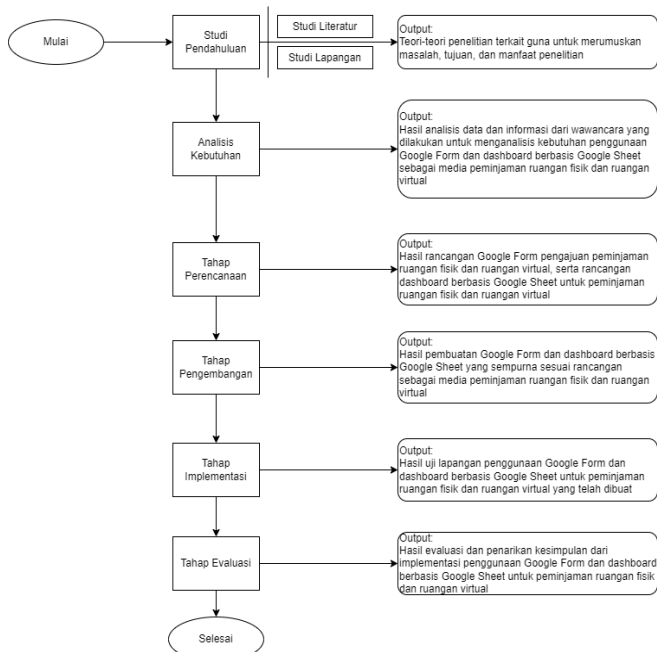 Mulai
Studi
Pendahuluan
Studi Literatur
Studi Lapangan
Output:
Teori-teori penelitian terkait guna untuk merumuskan
masalah, tujuan, dan manfaat penelitian
Analisis
Kebutuhan
Output:
Hasil analisis data dan informasi dari wawancara yang
dilakukan untuk menganalisis kebutuhan penggunaan
Google Form dan dashboard berbasis Google Sheet
sebagai media peminjaman ruangan fisik dan ruangan
virtual
Tahap
Perencanaan
Output:
Hasil rancangan Google Form pengajuan peminjaman
ruangan fisik dan ruangan virtual, serta rancangan
dashboard berbasis Google Sheet untuk peminjaman
ruangan fisik dan ruangan virtual
Tahap
Pengembangan
Output:
Hasil pembuatan Google Form dan dashboard berbasis
Google Sheet yang sempurna sesuai rancangan
sebagai media peminjaman ruangan fisik dan ruangan
virtual
Tahap
Implementasi
Output:
Hasil uji lapangan penggunaan Google Form dan
dashboard berbasis Google Sheet untuk peminjaman
ruangan fisik dan ruangan virtual yang telah dibuat
Tahap Evaluasi
Output:
Hasil evaluasi dan penarikan kesimpulan dari
implementasi penggunaan Google Form dan dashboard
berbasis Google Sheet untuk peminjaman ruangan fisik
dan ruangan virtual
Selesai